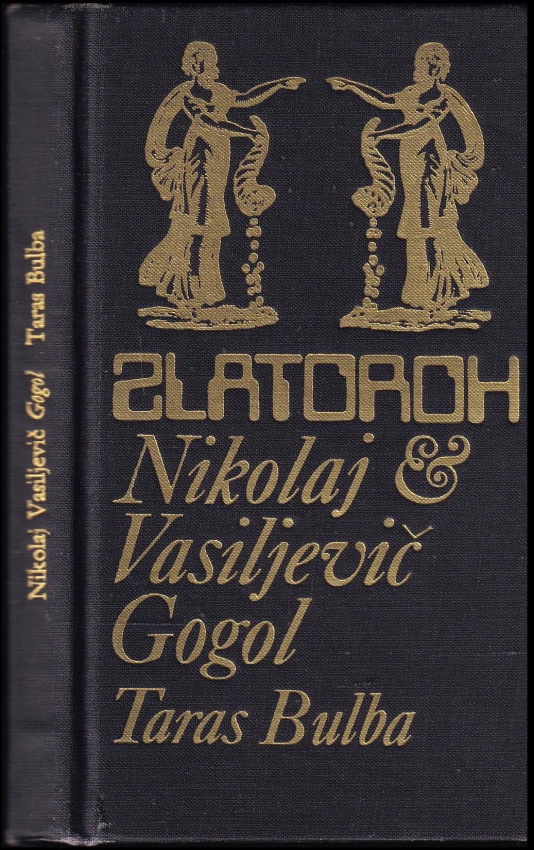 Nikolaj Vasiljevič Gogol Taras Bulba
ZLATOROH
Nikolaj &
Vasiljevič
Gogol
Taras Bulba